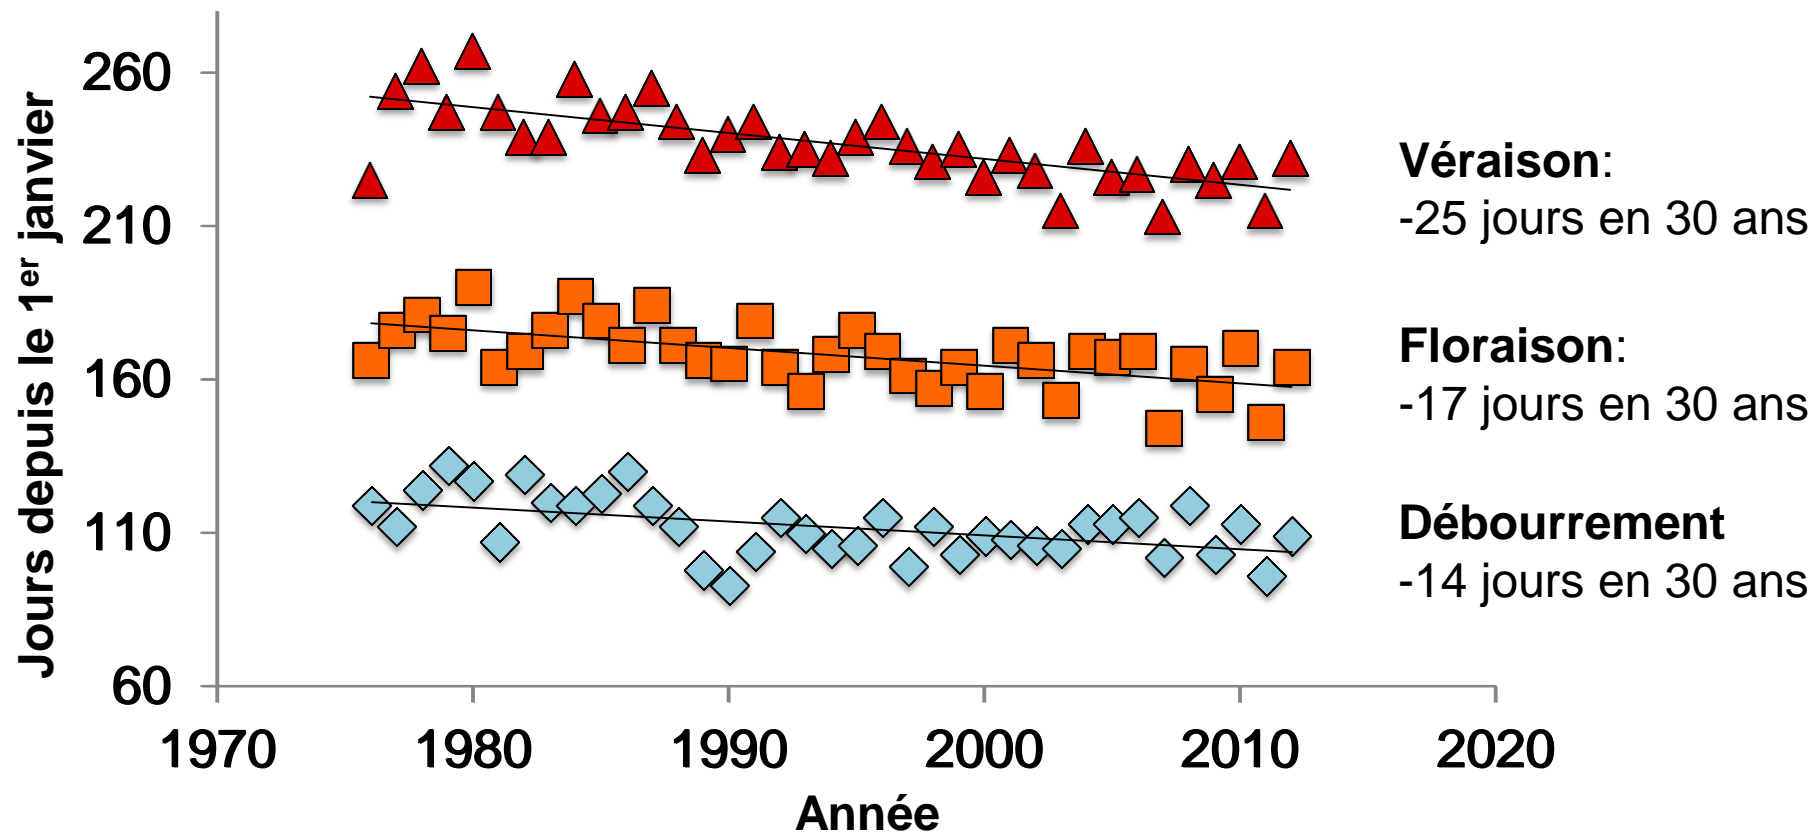 Jours depuis le 1er janvier
260
210
160
110
60
1970 1980 1990 2000 2010 2020
Année
Véraison:
-25 jours en 30 ans
Floraison:
-17 jours en 30 ans
Débourrement
-14 jours en 30 ans